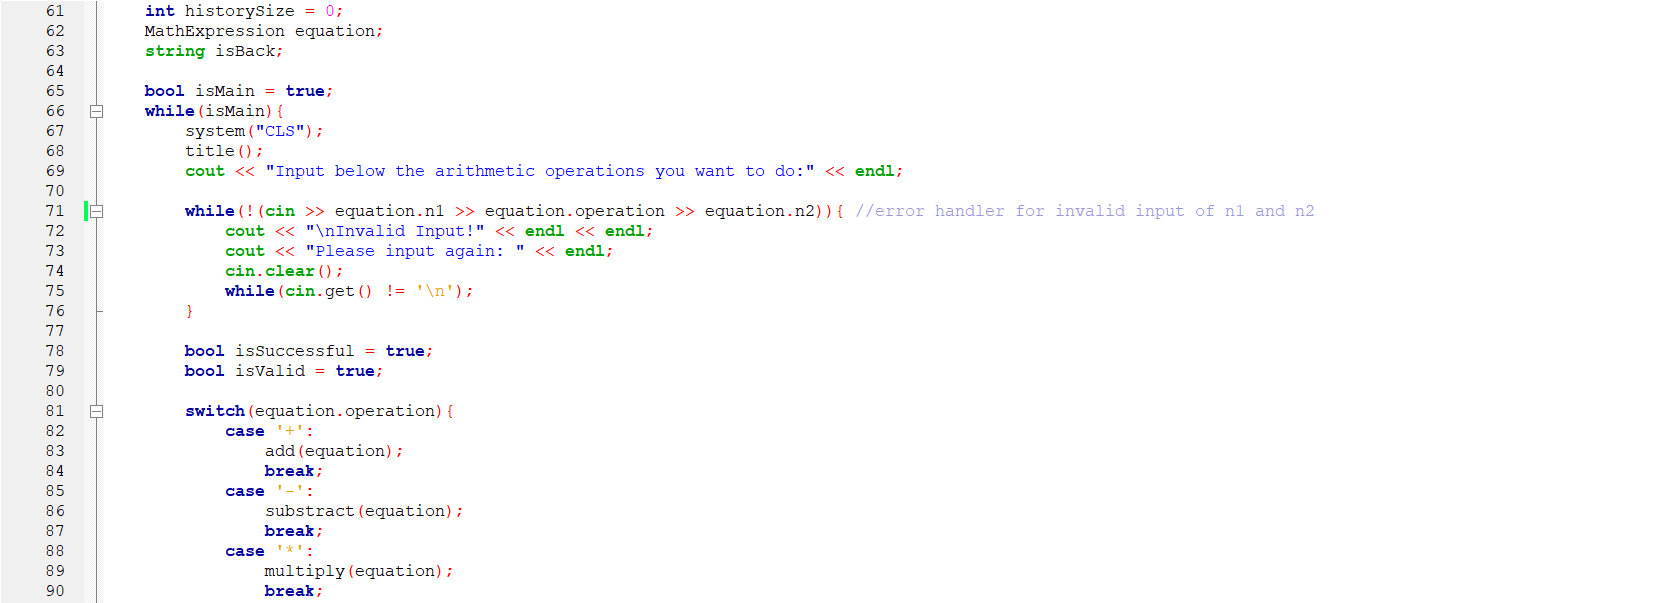 61 int historySize = 0;
62 MathExpression equation;
63 string isBack;
64
65 bool isMain = true;
66 while(isMain){
67 system("CLS");
68 title();
69 cout << "Input below the arithmetic operations you want to do:" << endl;
70
71 while(!(cin >> equation.n1 >> equation.operation >> equation.n2)){ //error handler for invalid input of n1 and n2
72 cout << "\nInvalid Input!" << endl << endl;
73 cout << "Please input again: " << endl;
74 cin.clear();
75 while(cin.get() != '\n');
76 }
77
78 bool isSuccessful = true;
79 bool isValid = true;
80
81 switch(equation.operation){
82 case '+':
83 add(equation);
84 break;
85 case '-':
86 substract(equation);
87 break;
88 case '*':
89 multiply(equation);
90 break;